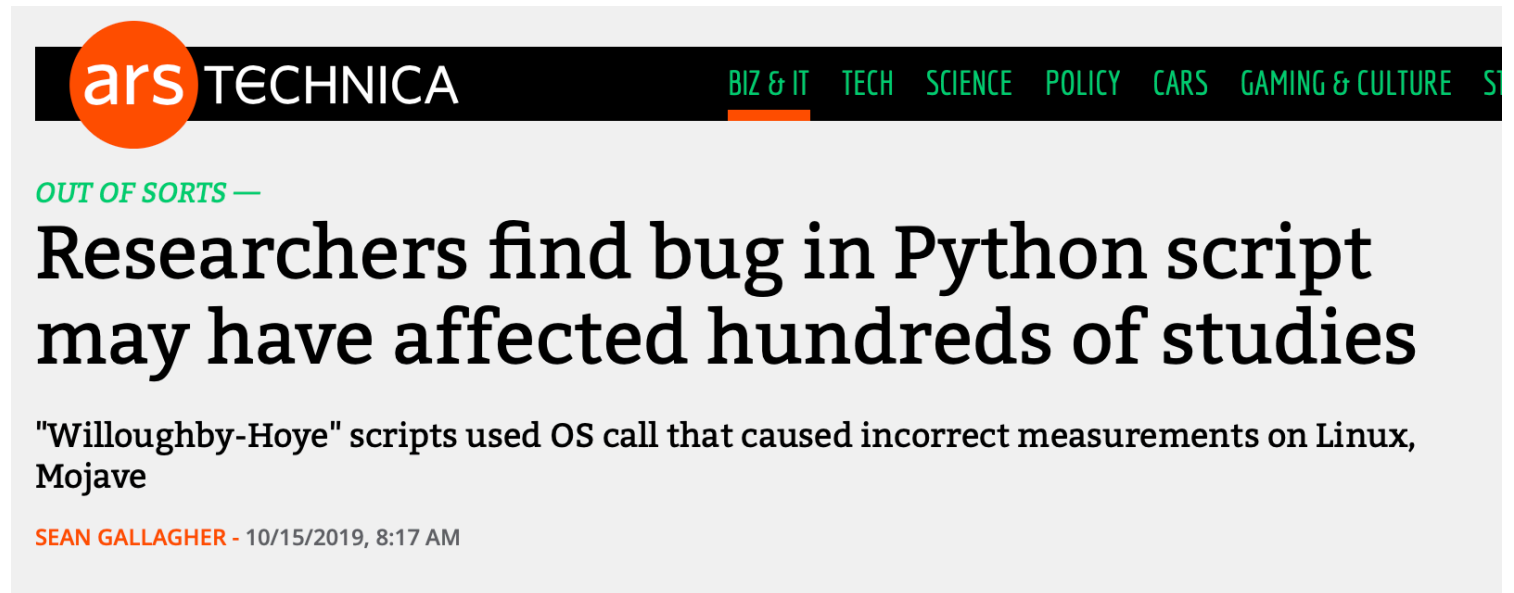 ars TECHNICA
BIZ & IT TECH SCIENCE POLICY CARS GAMING & CULTURE
OUT OF SORTS —
Researchers find bug in Python script
may have affected hundreds of studies
"Willoughby-Hoye" scripts used OS call that caused incorrect measurements on Linux,
Mojave
SEAN GALLAGHER - 10/15/2019, 8:17 AM